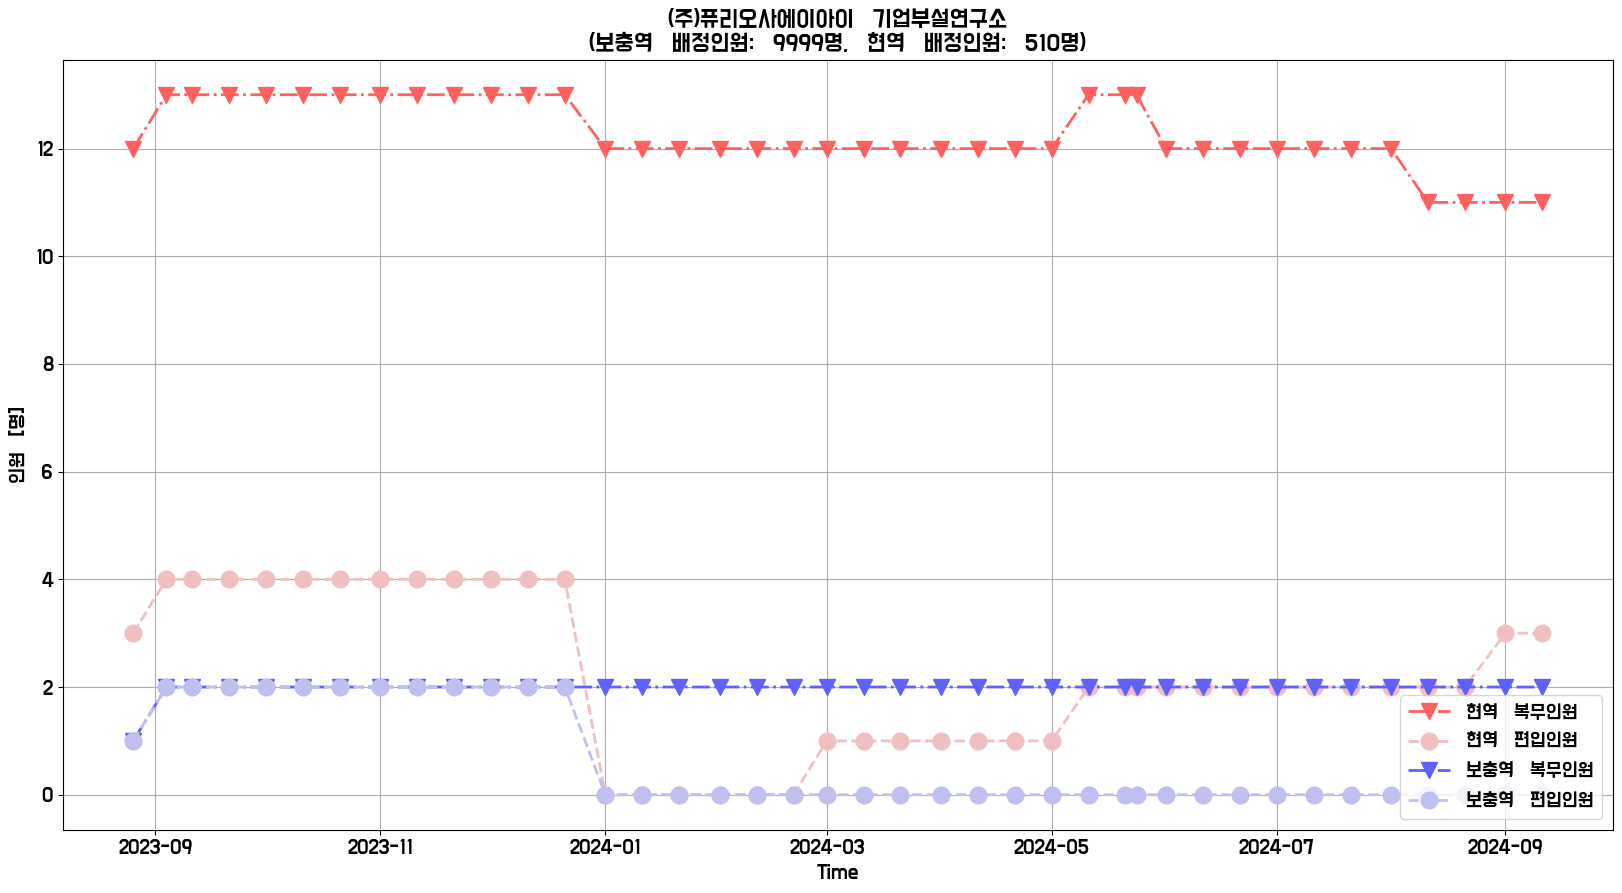 (주)퓨리오사에이아이 기업부설연구소
(보충역 배정인원: 9999명, 현역 배정인원: 510명)
인원 [명]
12
10
8
6
4
2
0
현역 복무인원
현역 편입인원
보충역 복무인원
보충역 편입인원
2023-09 2023-11 2024-01 2024-03 2024-05 2024-07 2024-09
Time